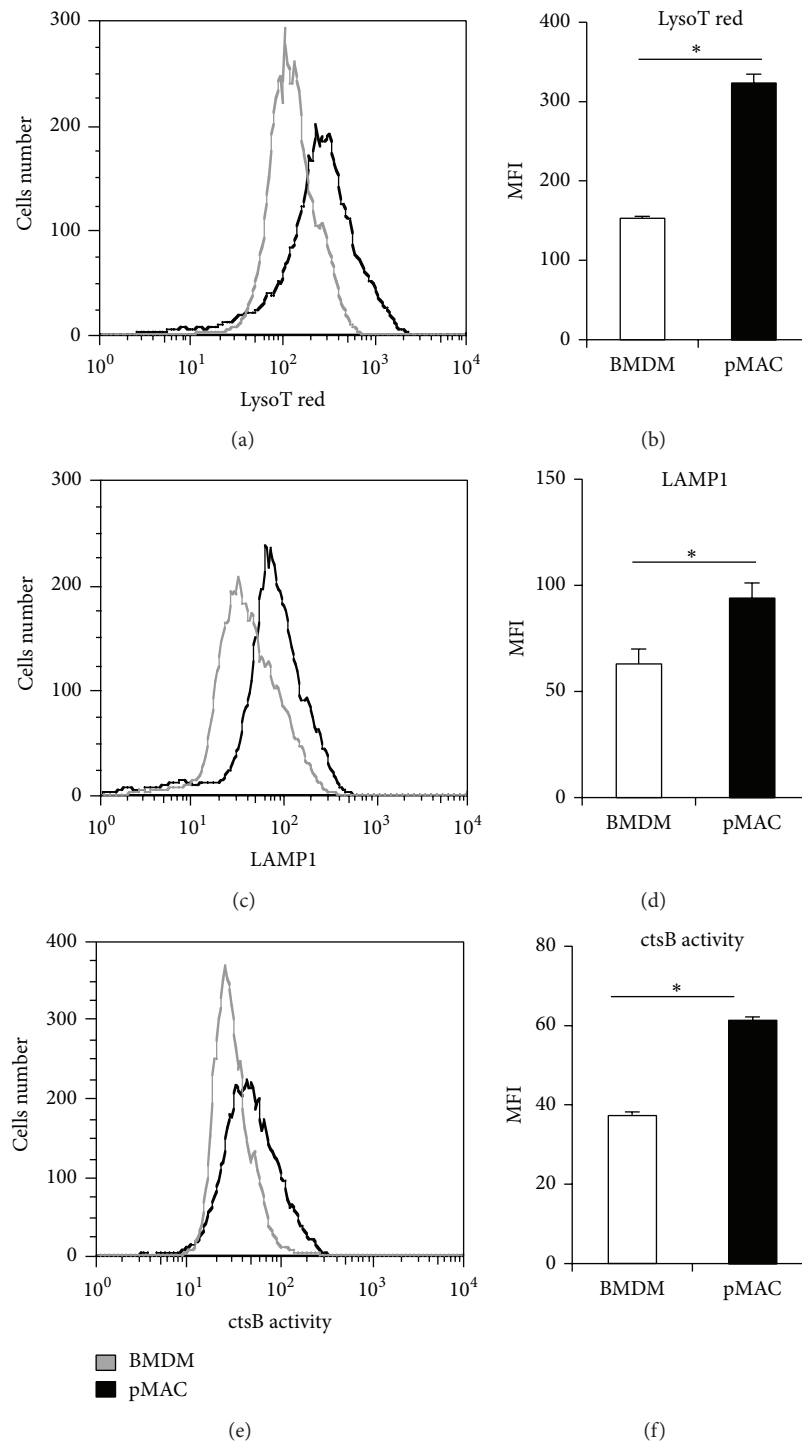 300
200
100
0
Cells number
10^0 10^1 10^2 10^3 10^4
LysoT red
(a)
LysoT red
400
300
200
100
0
MFI
*
BMDM pMAC
(b)
300
200
100
0
Cells number
10^0 10^1 10^2 10^3 10^4
LAMP1
(c)
LAMP1
150
100
50
0
MFI
*
BMDM pMAC
(d)
400
300
200
100
0
Cells number
10^0 10^1 10^2 10^3 10^4
ctsB activity
BMDM
pMAC
(e)
ctsB activity
80
60
40
20
0
MFI
*
BMDM pMAC
(f)